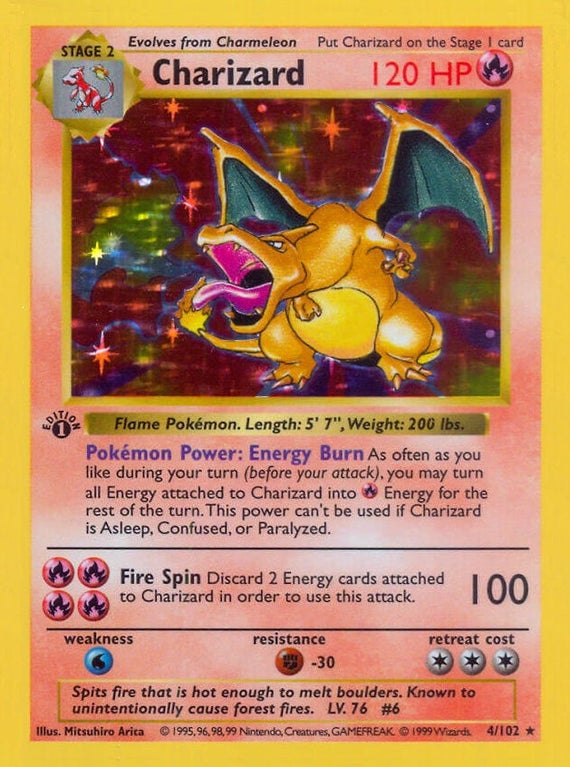 Evolves from Charmeleon Put Charizard on the Stage 1 card
STAGE 2
Charizard 120 HP
EDITION
1
Flame Pokémon. Length: 5' 7", Weight: 200 lbs.
Pokémon Power: Energy Burn As often as you
like during your turn (before your attack), you may turn
all Energy attached to Charizard into Energy for the
rest of the turn. This power can't be used if Charizard
is Asleep, Confused, or Paralyzed.
Fire Spin Discard 2 Energy cards attached
to Charizard in order to use this attack.
100
weakness resistance retreat cost
-30
Spits fire that is hot enough to melt boulders. Known to
unintentionally cause forest fires. LV. 76 #6
Illus. Mitsuhiro Arita © 1995, 96, 98, 99 Nintendo, Creatures, GAMEFREAK. © 1999 Wizards. 4/102 ★